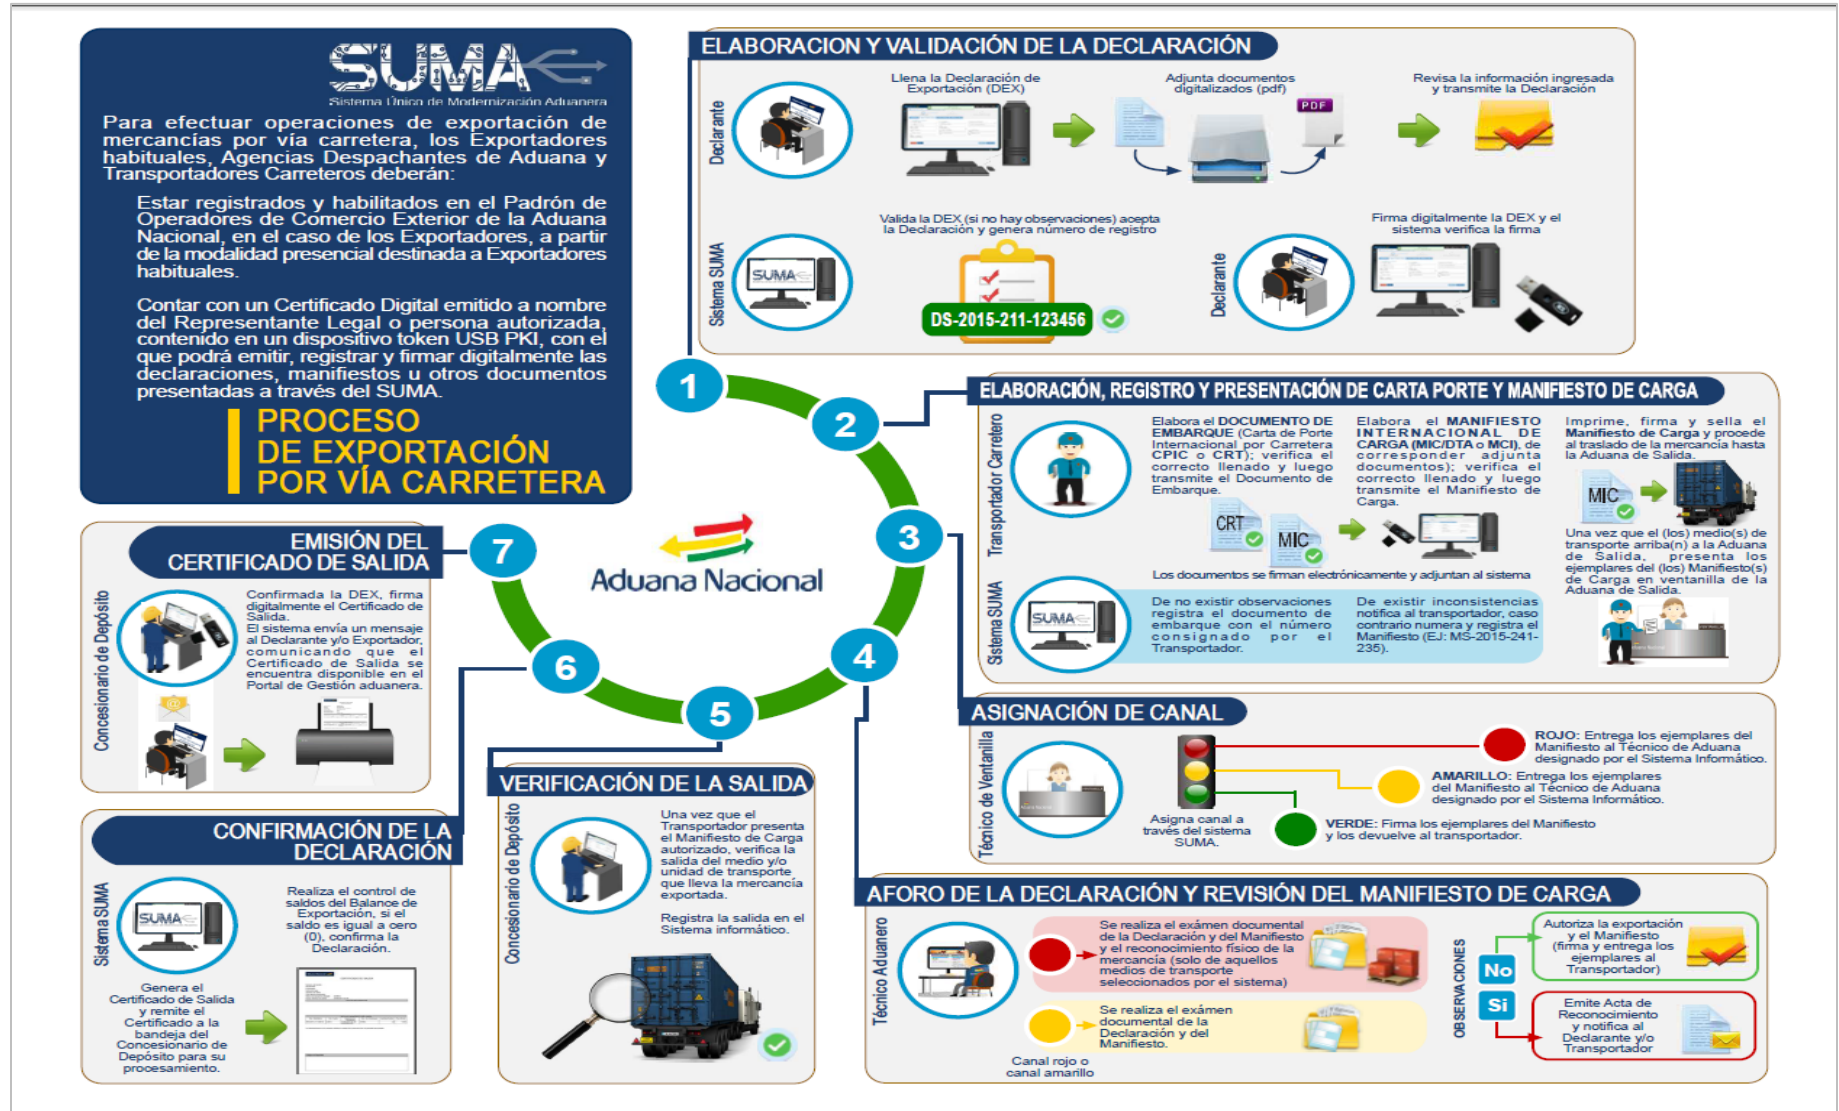 SUMA
Sistema Único de Modernización Aduanera
Para efectuar operaciones de exportación de
mercancías por vía carretera, los Exportadores
habituales, Agencias Despachantes de Aduana y
Transportadores Carreteros deberán:
Estar registrados y habilitados en el Padrón de
Operadores de Comercio Exterior de la Aduana
Nacional, en el caso de los Exportadores, a partir
de la modalidad presencial destinada a Exportadores
habituales.
Contar con un Certificado Digital emitido a nombre
del Representante Legal o persona autorizada,
contenido en un dispositivo token USB PKI, con el
que podrá emitir, registrar y firmar digitalmente las
declaraciones, manifiestos u otros documentos
presentadas a través del SUMA.
PROCESO
DE EXPORTACIÓN
POR VÍA CARRETERA
Aduana Nacional
1
ELABORACION Y VALIDACIÓN DE LA DECLARACIÓN
Declarante
Llena la Declaración de
Exportación (DEX)
Adjunta documentos
digitalizados (pdf)
PDF
Revisa la información ingresada
y transmite la Declaración
Sistema SUMA
SUMA
Valida la DEX (si no hay observaciones) acepta
la Declaración y genera número de registro
DS-2015-211-123456
Declarante
Firma digitalmente la DEX y el
sistema verifica la firma
2
ELABORACIÓN, REGISTRO Y PRESENTACIÓN DE CARTA PORTE Y MANIFIESTO DE CARGA
Transportador Carretero
Elabora el DOCUMENTO DE
EMBARQUE (Carta de Porte
Internacional por Carretera
CPIC o CRT); verifica el
correcto llenado y luego
transmite el Documento de
Embarque.
Elabora el MANIFIESTO
INTERNACIONAL DE
CARGA (MIC/DTA o MCI), de
corresponder adjunta
documentos); verifica el
correcto llenado y luego
transmite el Manifiesto de
Carga.
CRT
MIC
Los documentos se firman electrónicamente y adjuntan al sistema
Imprime, firma y sella el
Manifiesto de Carga y procede
al traslado de la mercancía hasta
la Aduana de Salida.
MIC
Una vez que el (los) medio(s) de
transporte arriba(n) a la Aduana
de Salida, presenta los
ejemplares del (los) Manifiesto(s)
de Carga en ventanilla de la
Aduana de Salida.
Sistema SUMA
SUMA
De no existir observaciones
registra el documento de
embarque con el número
consignado por el
Transportador.
De existir inconsistencias
notifica al transportador, caso
contrario numera y registra el
Manifiesto (EJ: MS-2015-241-
235).
3
ASIGNACIÓN DE CANAL
Técnico de Ventanilla
Asigna canal a
través del sistema
SUMA.
ROJO: Entrega los ejemplares del
Manifiesto al Técnico de Aduana
designado por el Sistema Informático.
AMARILLO: Entrega los ejemplares
del Manifiesto al Técnico de Aduana
designado por el Sistema Informático.
VERDE: Firma los ejemplares del Manifiesto
y los devuelve al transportador.
4
AFORO DE LA DECLARACIÓN Y REVISIÓN DEL MANIFIESTO DE CARGA
Técnico Aduanero
Se realiza el exámen documental
de la Declaración y del Manifiesto
y el reconocimiento físico de la
mercancía (solo de aquellos
medios de transporte
seleccionados por el sistema)
Se realiza el exámen
documental de la
Declaración y del
Manifiesto.
Canal rojo o
canal amarillo
OBSERVACIONES
No
Si
Autoriza la exportación
y el Manifiesto
(firma y entrega los
ejemplares al
Transportador)
Emite Acta de
Reconocimiento
y notifica al
Declarante y/o
Transportador
5
VERIFICACIÓN DE LA SALIDA
Concesionario de Depósito
Una vez que el
Transportador presenta
el Manifiesto de Carga
autorizado, verifica la
salida del medio y/o
unidad de transporte
que lleva la mercancía
exportada.
Registra la salida en el
Sistema informático.
6
CONFIRMACIÓN DE LA
DECLARACIÓN
Sistema SUMA
SUMA
Realiza el control de
saldos del Balance de
Exportación, si el
saldo es igual a cero
(0), confirma la
Declaración.
Genera el
Certificado de Salida
y remite el
Certificado a la
bandeja del
Concesionario de
Depósito para su
procesamiento.
7
EMISIÓN DEL
CERTIFICADO DE SALIDA
Concesionario de Depósito
Confirmada la DEX, firma
digitalmente el Certificado de
Salida.
El sistema envía un mensaje
al Declarante y/o Exportador,
comunicando que el
Certificado de Salida se
encuentra disponible en el
Portal de Gestión aduanera.